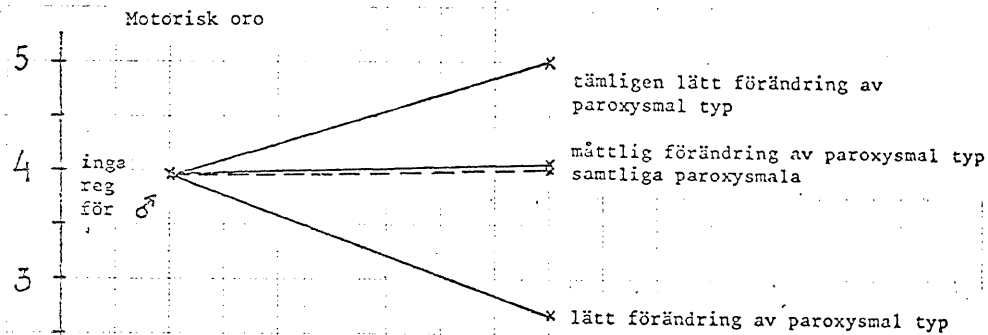 Motorisk oro
5
tämligen lätt förändring av
paroxysmal typ
4
inga
reg
för ♂
måttlig förändring av paroxysmal typ
samtliga paroxysmala
3
lätt förändring av paroxysmal typ